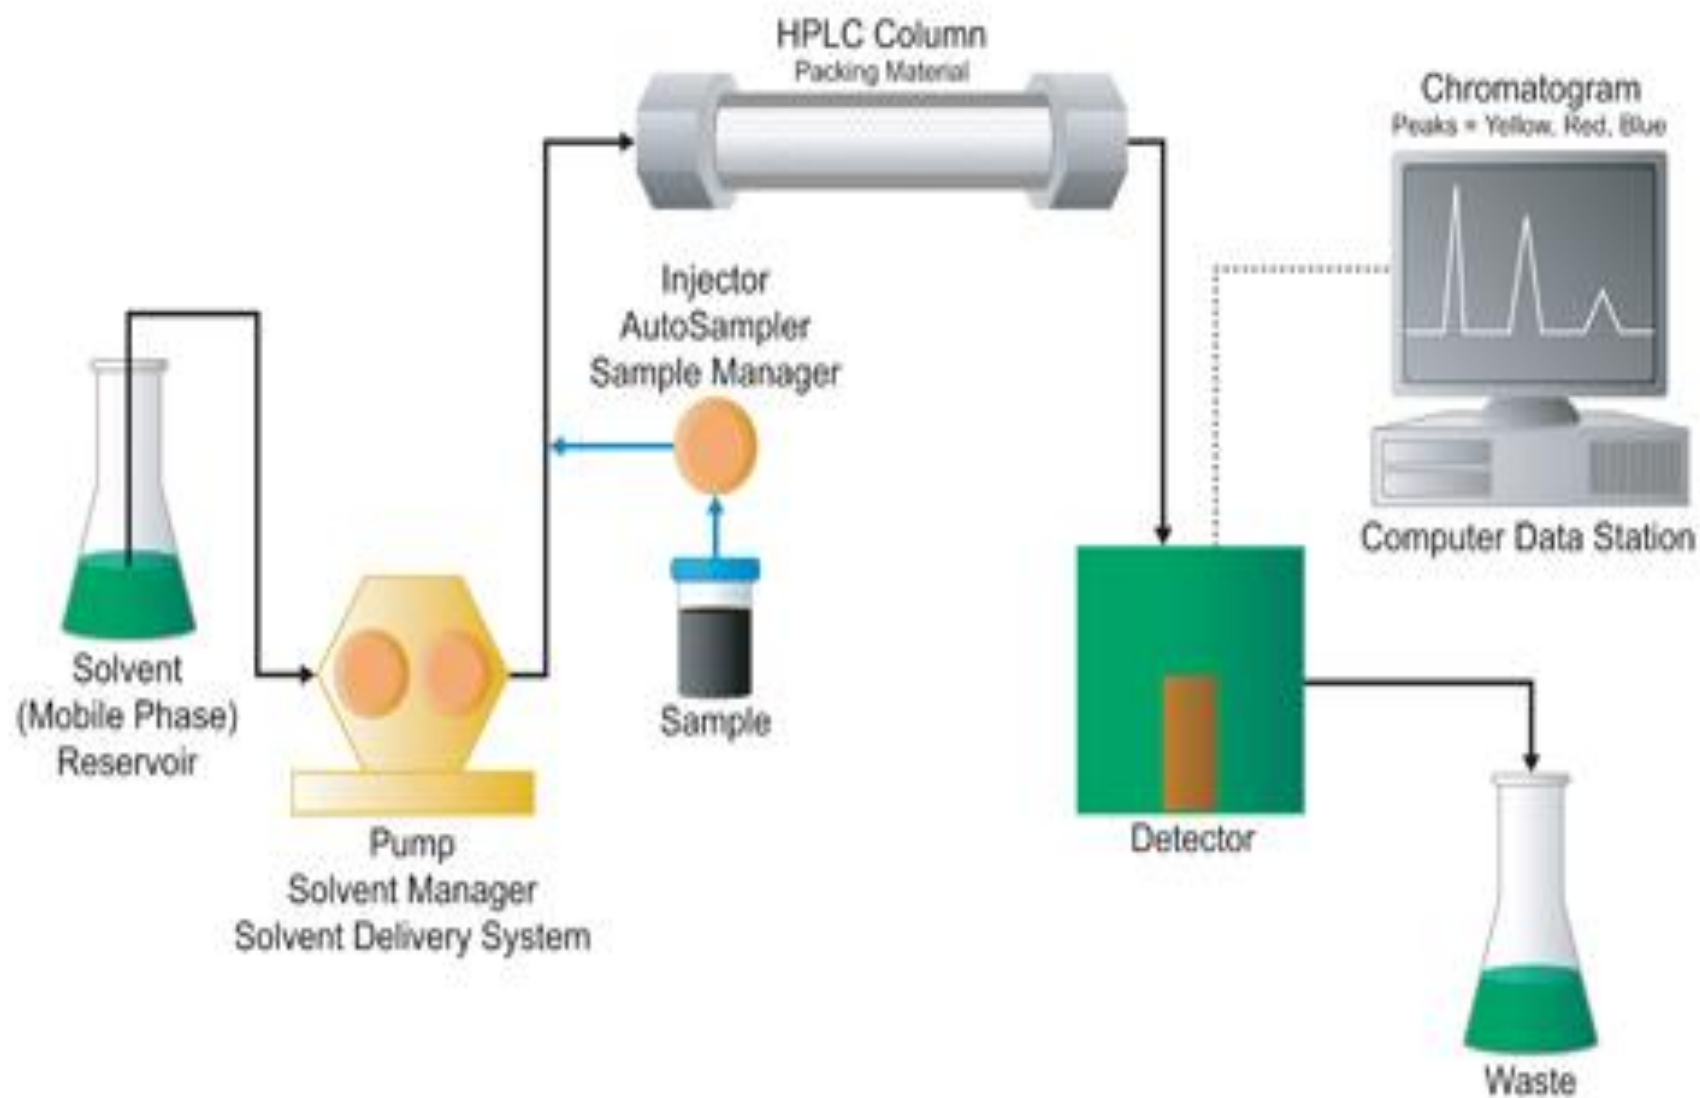 HPLC Column
Packing Material
Chromatogram
Peaks = Yellow, Red, Blue
Injector
AutoSampler
Sample Manager
Computer Data Station
Solvent
(Mobile Phase)
Reservoir
Sample
Pump
Solvent Manager
Solvent Delivery System
Detector
Waste